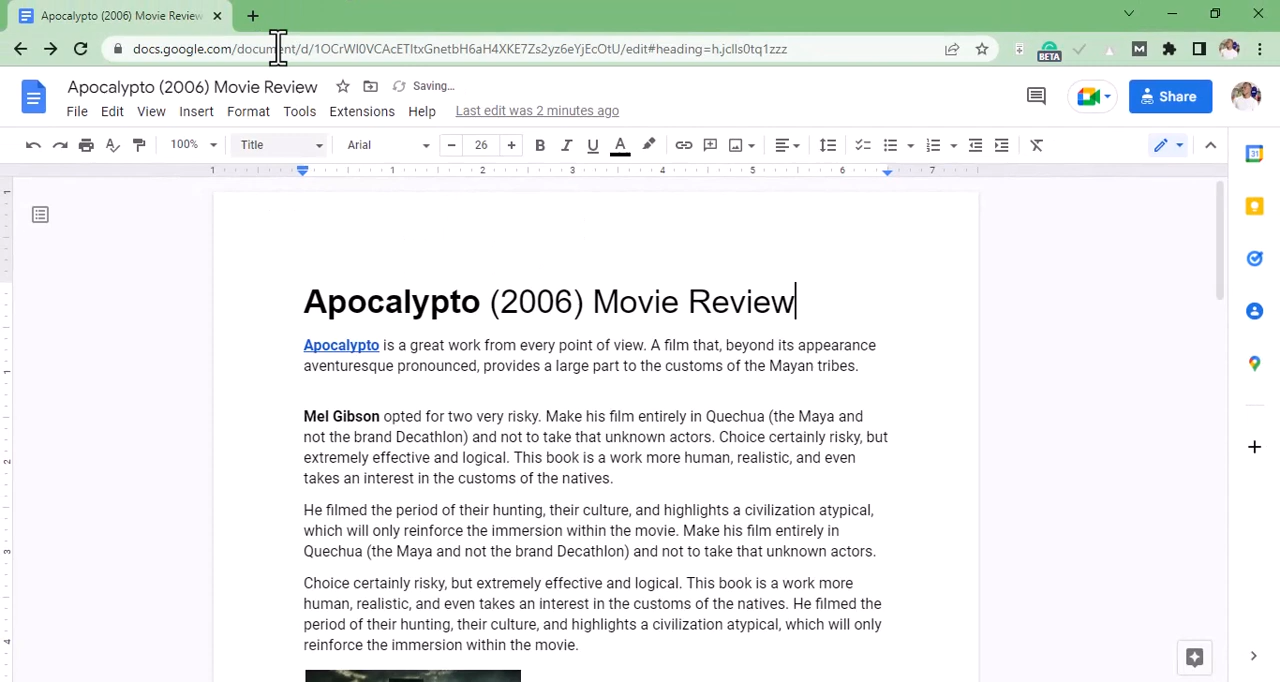 Apocalypto (2006) Movie Review
docs.google.com/document/d/1OCrWl0VCAcETltxGnetbH6aH4XKE7Zs2yz6eYjEcOtU/edit#heading=h.jclls0tq1zzz
BETA
Apocalypto (2006) Movie Review Saving…
File Edit View Insert Format Tools Extensions Help Last edit was 2 minutes ago
Share
100% Title Arial 26
1 1 2 3 4 5 6 7
Apocalypto (2006) Movie Review
Apocalypto is a great work from every point of view. A film that, beyond its appearance
aventuresque pronounced, provides a large part to the customs of the Mayan tribes.
Mel Gibson opted for two very risky. Make his film entirely in Quechua (the Maya and
not the brand Decathlon) and not to take that unknown actors. Choice certainly risky, but
extremely effective and logical. This book is a work more human, realistic, and even
takes an interest in the customs of the natives.
He filmed the period of their hunting, their culture, and highlights a civilization atypical,
which will only reinforce the immersion within the movie. Make his film entirely in
Quechua (the Maya and not the brand Decathlon) and not to take that unknown actors.
Choice certainly risky, but extremely effective and logical. This book is a work more
human, realistic, and even takes an interest in the customs of the natives. He filmed the
period of their hunting, their culture, and highlights a civilization atypical, which will only
reinforce the immersion within the movie.